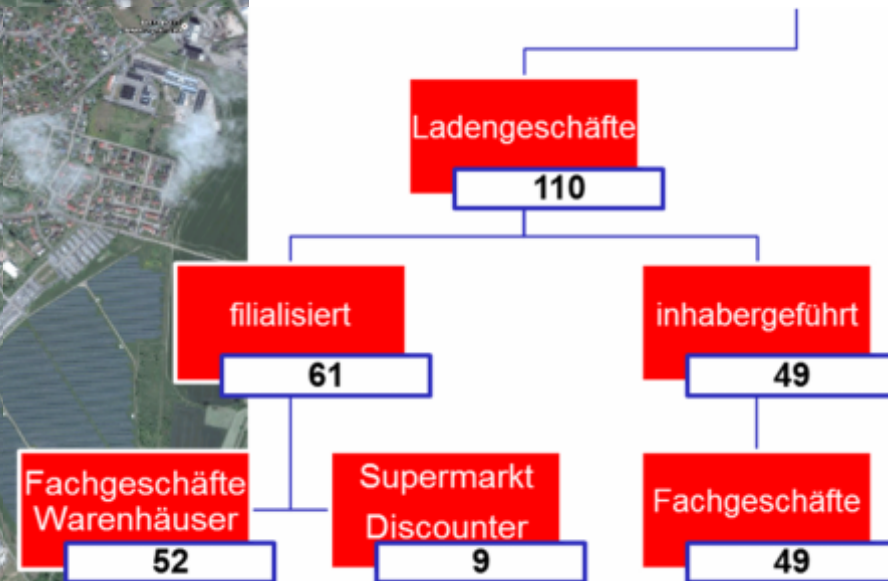 Ladengeschäfte
110
filialisiert
61
inhabergeführt
49
Fachgeschäfte
Warenhäuser
52
Supermarkt
Discounter
9
Fachgeschäfte
49